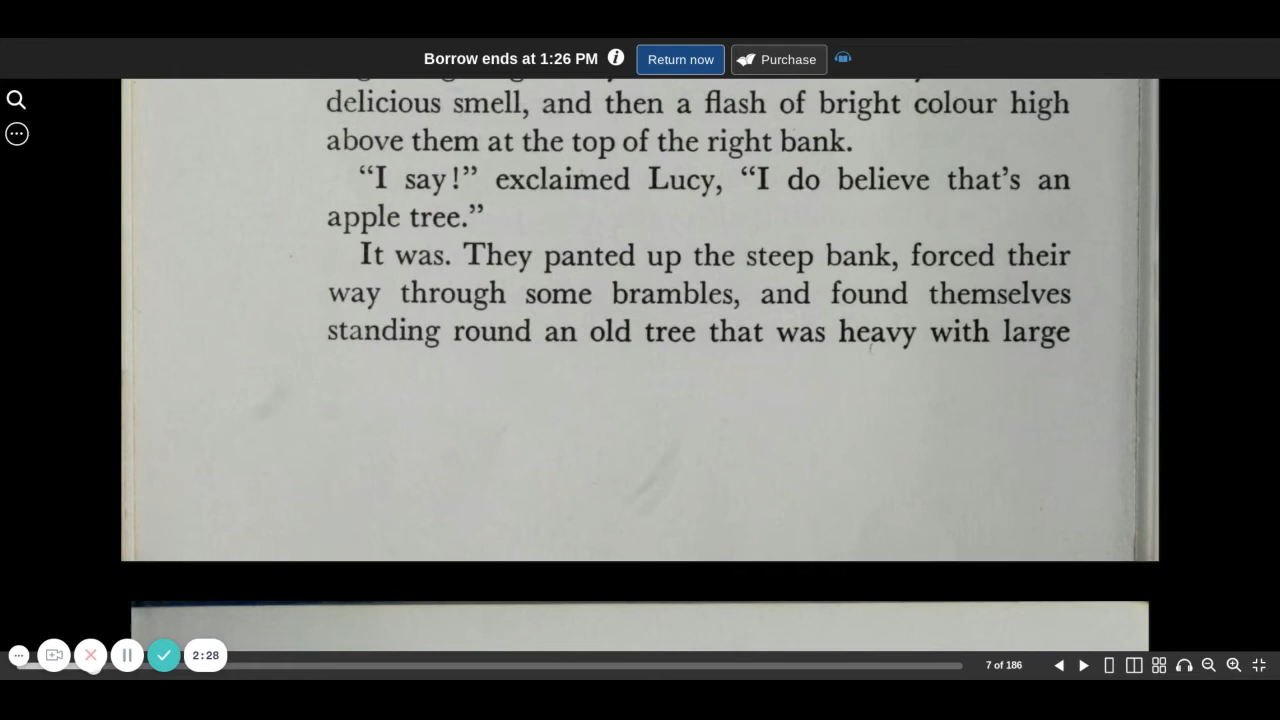 Borrow ends at 1:26 PM
Return now
Purchase
delicious smell, and then a flash of bright colour high
above them at the top of the right bank.
“I say!” exclaimed Lucy, “I do believe that’s an
apple tree.”
It was. They panted up the steep bank, forced their
way through some brambles, and found themselves
standing round an old tree that was heavy with large
2:28
7 of 186